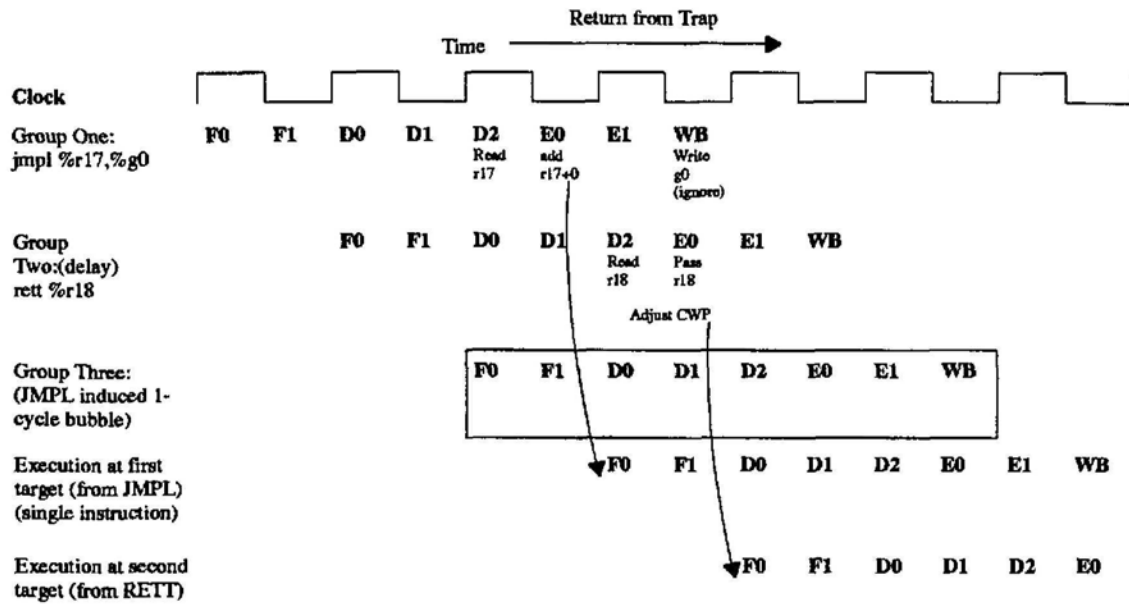 Return from Trap
Time
Clock
Group One: F0 F1 D0 D1 D2 E0 E1 WB
jmpl %r17,%g0 Read add Write
r17 r17+0 g0
(ignore)
Group F0 F1 D0 D1 D2 E0 E1 WB
Two:(delay) Read Pass
rett %r18 r18 r18
Adjust CWP
Group Three: F0 F1 D0 D1 D2 E0 E1 WB
(JMPL induced 1-
cycle bubble)
Execution at first F0 F1 D0 D1 D2 E0 E1 WB
target (from JMPL)
(single instruction)
Execution at second F0 F1 D0 D1 D2 E0
target (from RETT)